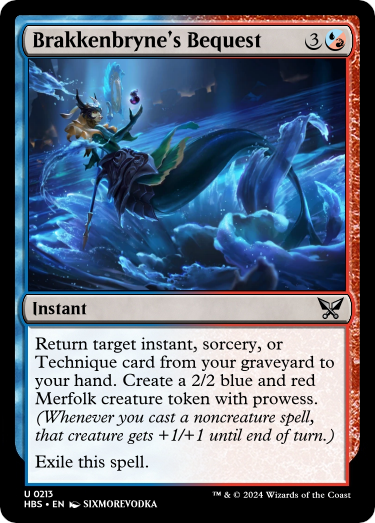 Brakkenbryne's Bequest 3
Instant
Return target instant, sorcery, or
Technique card from your graveyard to
your hand. Create a 2/2 blue and red
Merfolk creature token with prowess.
(Whenever you cast a noncreature spell,
that creature gets +1/+1 until end of turn.)
Exile this spell.
U 0213
HBS • EN SIXMOREVODKA
™ & © 2024 Wizards of the Coast